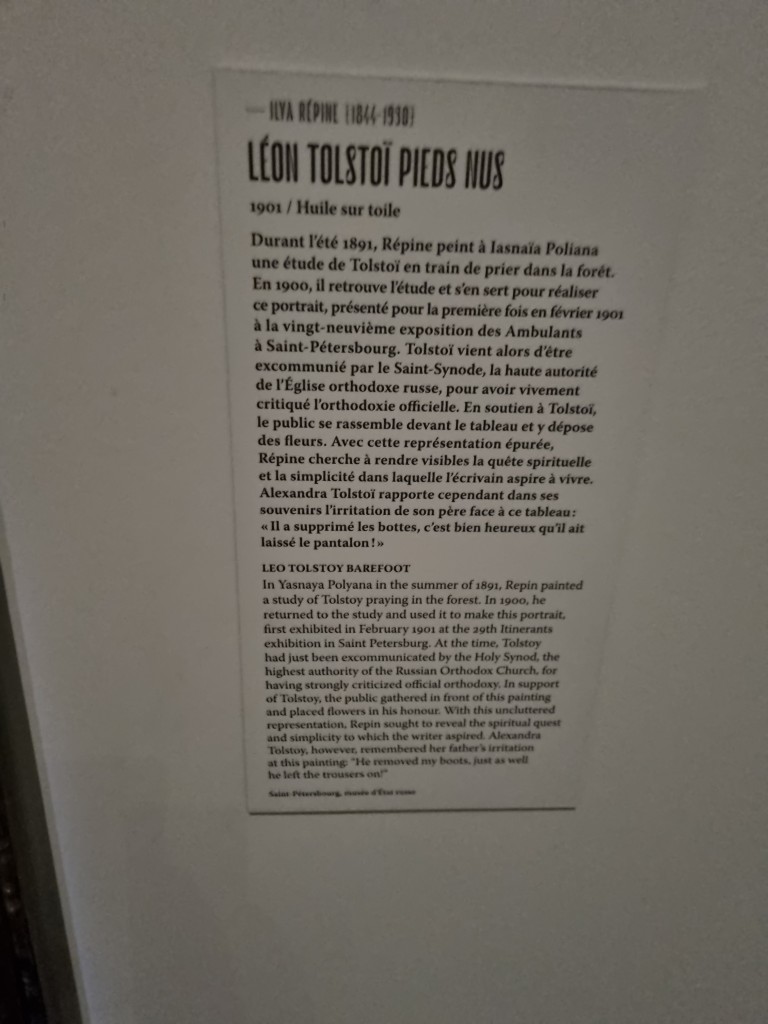 — ILYA RÉPINE (1844-1930)
LÉON TOLSTOÏ PIEDS NUS
1901 / Huile sur toile
Durant l'été 1891, Répine peint à Iasnaïa Poliana
une étude de Tolstoï en train de prier dans la forêt.
En 1900, il retrouve l'étude et s'en sert pour réaliser
ce portrait, présenté pour la première fois en février 1901
à la vingt-neuvième exposition des Ambulants
à Saint-Pétersbourg. Tolstoï vient alors d'être
excommunié par le Saint-Synode, la haute autorité
de l'Église orthodoxe russe, pour avoir vivement
critiqué l'orthodoxie officielle. En soutien à Tolstoï,
le public se rassemble devant le tableau et y dépose
des fleurs. Avec cette représentation épurée,
Répine cherche à rendre visibles la quête spirituelle
et la simplicité dans laquelle l'écrivain aspire à vivre.
Alexandra Tolstoï rapporte cependant dans ses
souvenirs l'irritation de son père face à ce tableau :
« Il a supprimé les bottes, c'est bien heureux qu'il ait
laissé le pantalon ! »
LEO TOLSTOY BAREFOOT
In Yasnaya Polyana in the summer of 1891, Repin painted
a study of Tolstoy praying in the forest. In 1900, he
returned to the study and used it to make this portrait,
first exhibited in February 1901 at the 29th Itinerants
exhibition in Saint Petersburg. At the time, Tolstoy
had just been excommunicated by the Holy Synod, the
highest authority of the Russian Orthodox Church, for
having strongly criticized official orthodoxy. In support
of Tolstoy, the public gathered in front of this painting
and placed flowers in his honour. With this uncluttered
representation, Repin sought to reveal the spiritual quest
and simplicity to which the writer aspired. Alexandra
Tolstoy, however, remembered her father's irritation
at this painting: "He removed my boots, just as well
he left the trousers on!"
Saint-Pétersbourg, musée d'État russe